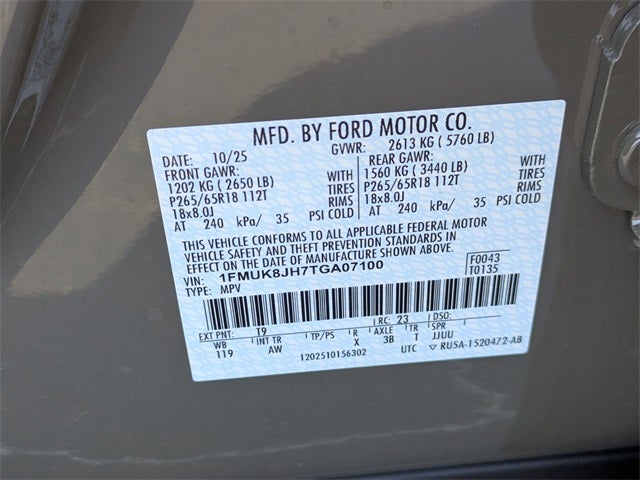 MFD. BY FORD MOTOR CO.
DATE: 10/25 GVWR: 2613 KG ( 5760 LB)
FRONT GAWR: REAR GAWR:
1202 KG ( 2650 LB) WITH 1560 KG ( 3440 LB) WITH
P265/65R18 112T TIRES P265/65R18 112T TIRES
18x8.0J RIMS 18x8.0J RIMS
AT 240 kPa/ 35 PSI COLD AT 240 kPa/ 35 PSI COLD
THIS VEHICLE CONFORMS TO ALL APPLICABLE FEDERAL MOTOR
VEHICLE SAFETY AND THEFT PREVENTION STANDARDS IN
EFFECT ON THE DATE OF MANUFACTURE SHOWN ABOVE.
VIN: 1FMUK8JH7TGA07100 F0043
TYPE: MPV T0135
EXT PNT: T9 RC: 23
WB INT TR TP/PS R AXLE TR SPR
119 AW X 3B T JJUU
1202510156302 UTC ▽ RU5A-1520472-AB